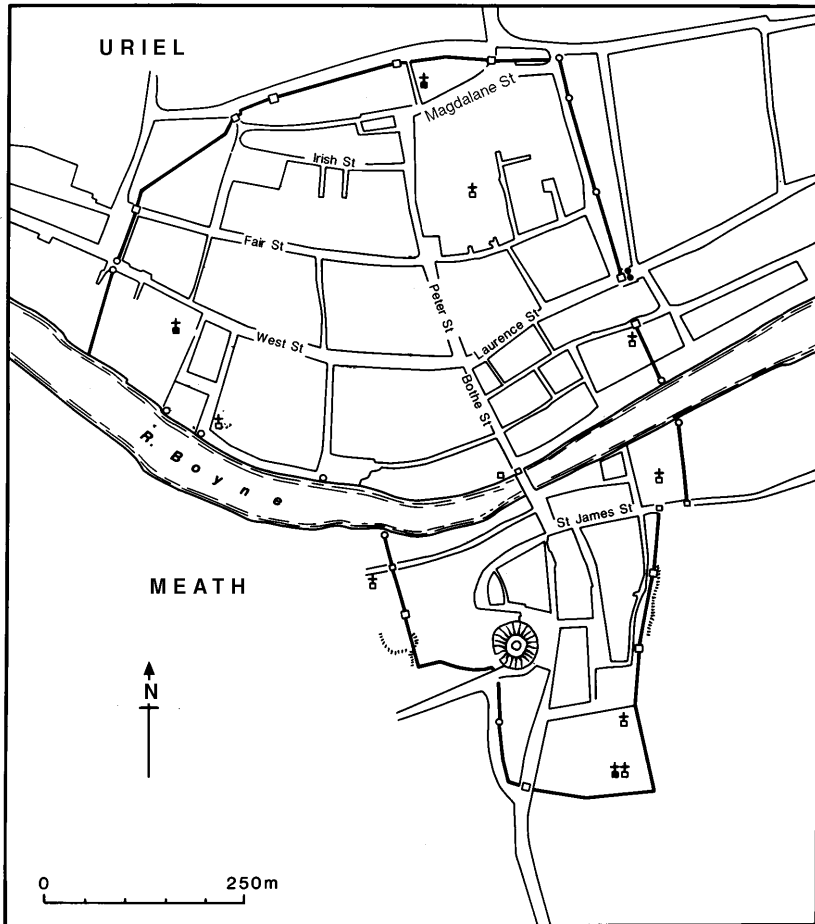 URIEL
Magdalane St
Irish St
Fair St
Peter St
Laurence St
West St
Bothe St
R. Boyne
St James St
MEATH
N
0 250m